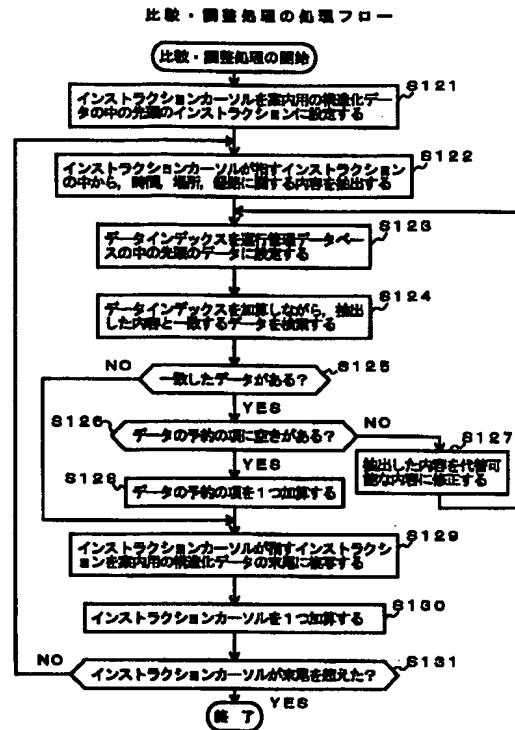 比較・調整処理の処理フロー
比較・調整処理の開始
S121
インストラクションカーソルを案内用の構造化デー
タの中の先頭のインストラクションに設定する
S122
インストラクションカーソルが指すインストラクション
の中から,時間,場所,経路に関する内容を抽出する
S123
データインデックスを運行管理データベー
スの中の先頭のデータに設定する
S124
データインデックスを加算しながら,抽出
した内容と一致するデータを検索する
NO
S125
一致したデータがある?
YES
S126
データの予約の項に空きがある?
NO
S127
YES
抽出した内容を代替可
能な内容に修正する
S128
データの予約の項を1つ加算する
S129
インストラクションカーソルが指すインストラクショ
ンを案内用の構造化データの末尾に複写する
S130
インストラクションカーソルを1つ加算する
NO
S131
インストラクションカーソルが末尾を超えた?
YES
終了